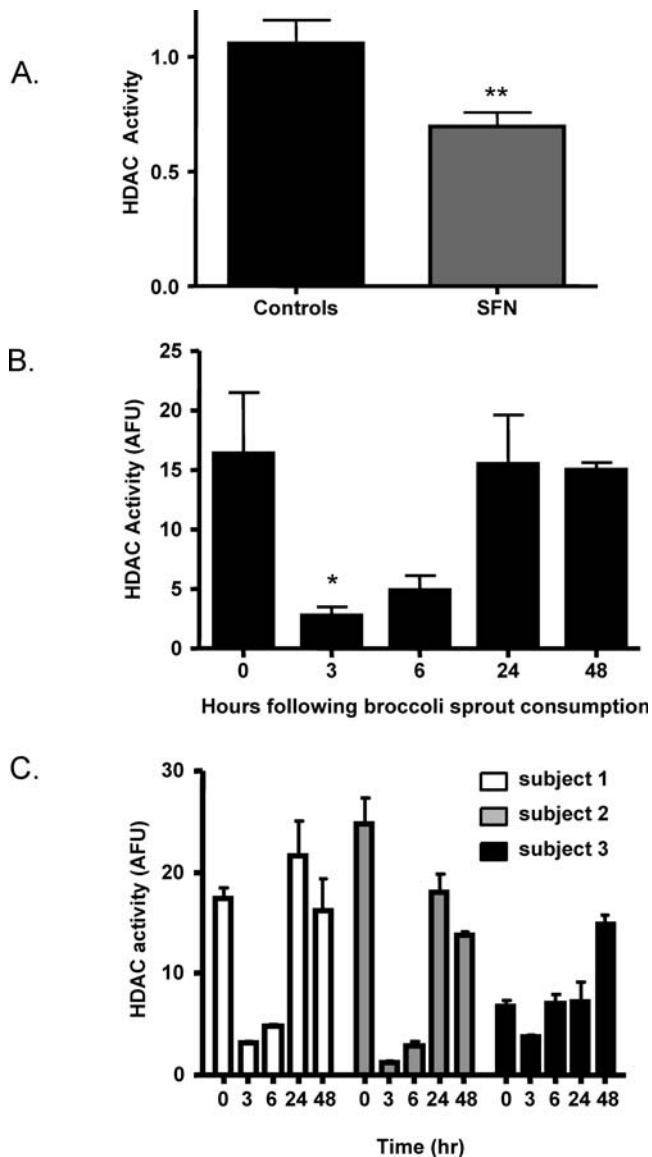 A.
HDAC Activity
1.0
0.5
0.0
**
Controls
SFN
B.
HDAC Activity (AFU)
25
20
15
10
5
0
*
0 3 6 24 48
Hours following broccoli sprout consumption
C.
HDAC activity (AFU)
30
20
10
0
subject 1
subject 2
subject 3
0 3 6 24 48 0 3 6 24 48 0 3 6 24 48
Time (hr)